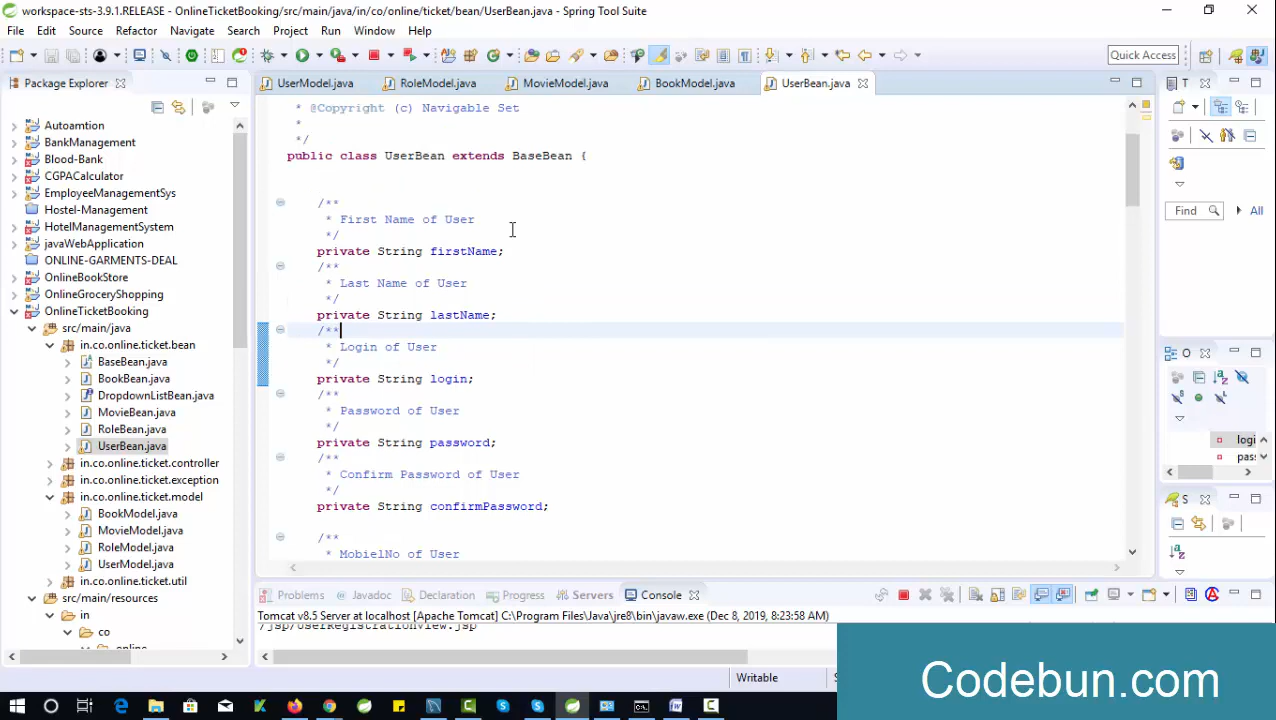 workspace-sts-3.9.1.RELEASE - OnlineTicketBooking/src/main/java/in/co/online/ticket/bean/UserBean.java - Spring Tool Suite
File Edit Source Refactor Navigate Search Project Run Window Help
Quick Access
Package Explorer
UserModel.java RoleModel.java MovieModel.java BookModel.java UserBean.java
T
Autoamtion
BankManagement
Blood-Bank
CGPACalculator
EmployeeManagementSys
Hostel-Management
HotelManagementSystem
javaWebApplication
ONLINE-GARMENTS-DEAL
OnlineBookStore
OnlineGroceryShopping
OnlineTicketBooking
src/main/java
in.co.online.ticket.bean
BaseBean.java
BookBean.java
DropdownListBean.java
MovieBean.java
RoleBean.java
UserBean.java
in.co.online.ticket.controller
in.co.online.ticket.exception
in.co.online.ticket.model
BookModel.java
MovieModel.java
RoleModel.java
UserModel.java
in.co.online.ticket.util
src/main/resources
in
co
online
* @Copyright (c) Navigable Set
*
*/
public class UserBean extends BaseBean {
/**
* First Name of User
*/
private String firstName;
/**
* Last Name of User
*/
private String lastName;
/**
* Login of User
*/
private String login;
/**
* Password of User
*/
private String password;
/**
* Confirm Password of User
*/
private String confirmPassword;
/**
* MobielNo of User
Find All
O
logi
pas
S
Problems Javadoc Declaration Progress Servers Console
Tomcat v8.5 Server at localhost [Apache Tomcat] C:\Program Files\Java\jre8\bin\javaw.exe (Dec 8, 2019, 8:23:58 AM)
/jsp/UserRegistrationView.jsp
Writable
Codebun.com